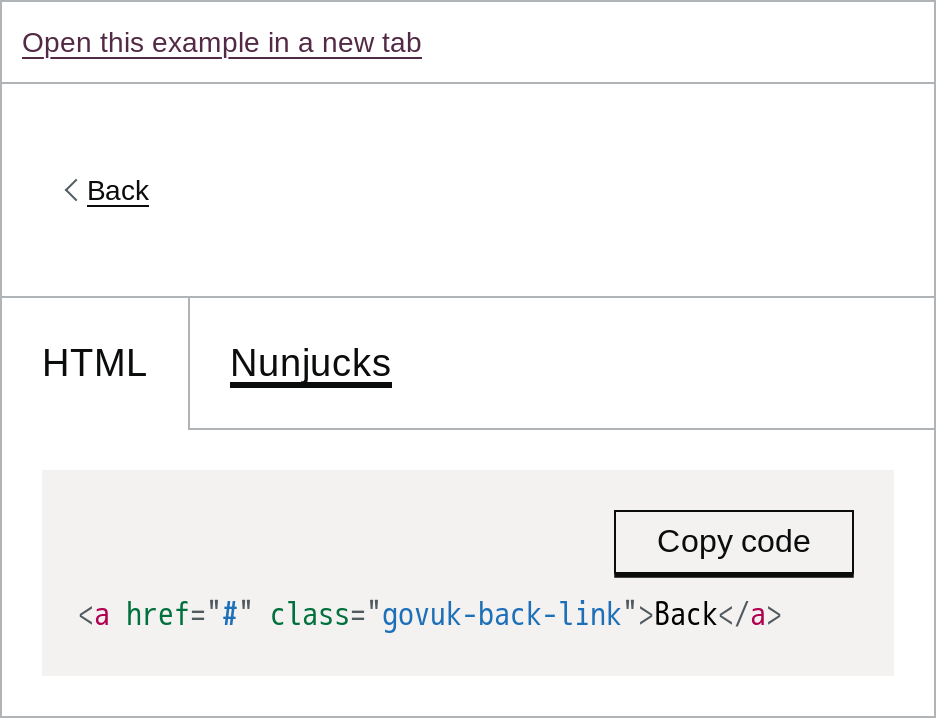 Open this example in a new tab
Back
HTML Nunjucks
Copy code
<a href="#" class="govuk-back-link">Back</a>